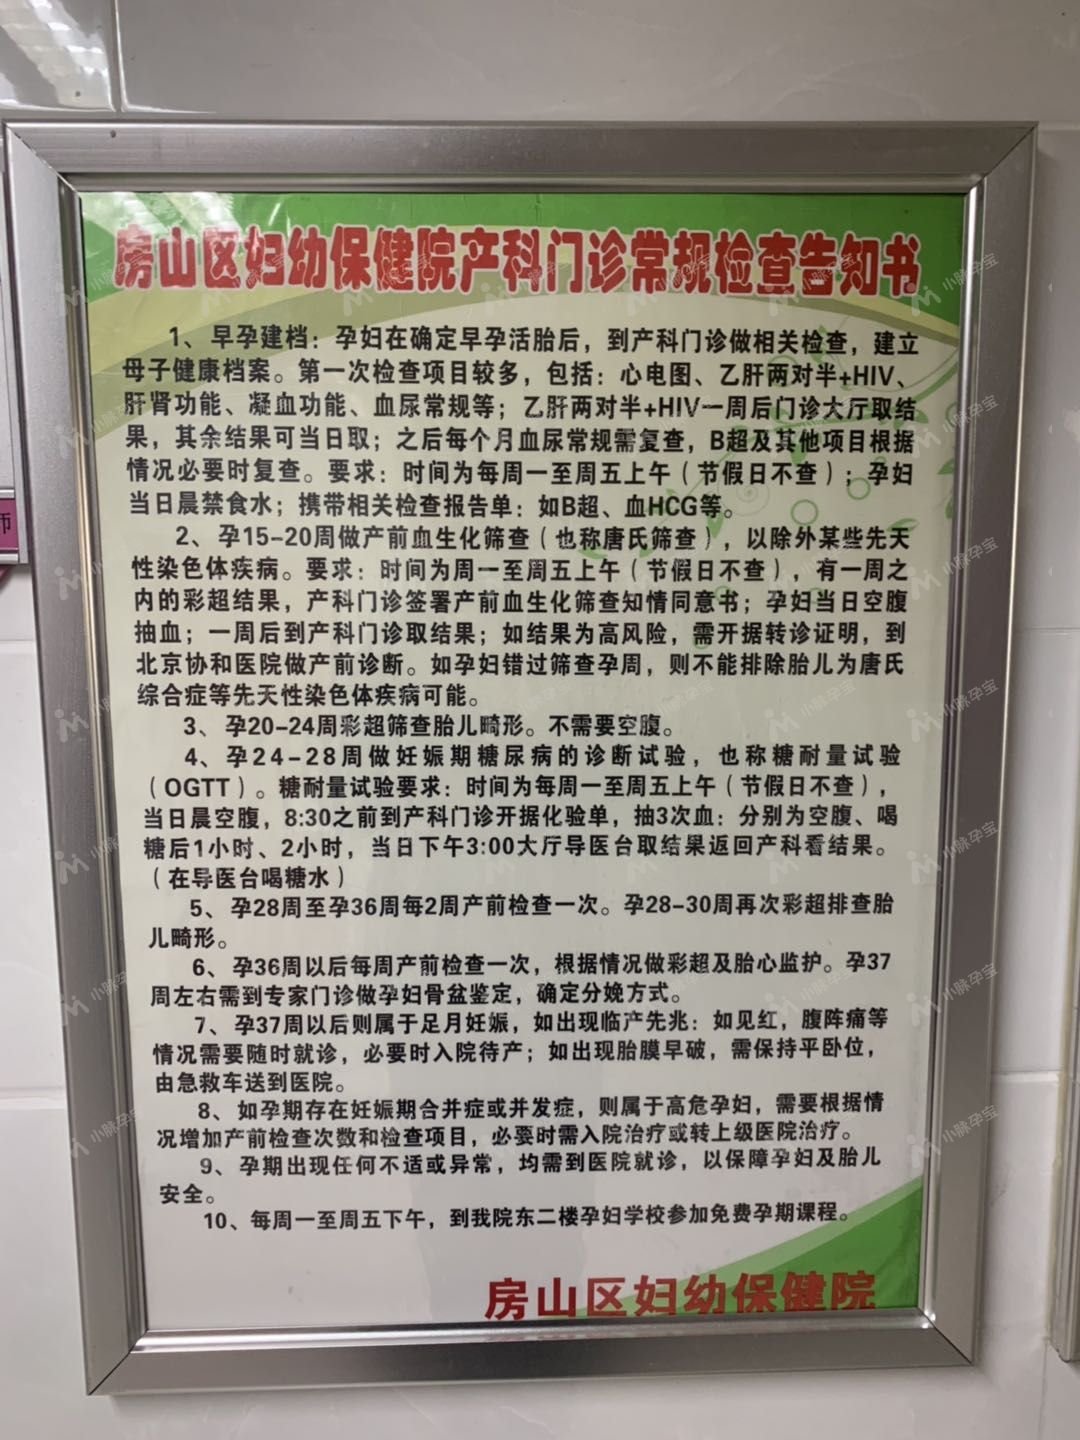 房山区妇幼保健院产科门诊常规检查告知书
1、早孕建档：孕妇在确定早孕活胎后，到产科门诊做相关检查，建立
母子健康档案。第一次检查项目较多，包括：心电图、乙肝两对半+HIV、
肝肾功能、凝血功能、血尿常规等；乙肝两对半+HIV一周后门诊大厅取结
果，其余结果可当日取；之后每个月血尿常规需复查，B超及其他项目根据
情况必要时复查。要求：时间为每周一至周五上午（节假日不查）；孕妇
当日晨禁食水；携带相关检查报告单：如B超、血HCG等。
2、孕15-20周做产前血生化筛查（也称唐氏筛查），以除外某些先天
性染色体疾病。要求：时间为周一至周五上午（节假日不查），有一周之
内的彩超结果，产科门诊签署产前血生化筛查知情同意书；孕妇当日空腹
抽血；一周后到产科门诊取结果；如结果为高风险，需开据转诊证明，到
北京协和医院做产前诊断。如孕妇错过筛查孕周，则不能排除胎儿为唐氏
综合症等先天性染色体疾病可能。
3、孕20-24周彩超筛查胎儿畸形。不需要空腹。
4、孕24-28周做妊娠期糖尿病的诊断试验，也称糖耐量试验
（OGTT）。糖耐量试验要求：时间为每周一至周五上午（节假日不查），
当日晨空腹，8:30之前到产科门诊开据化验单，抽3次血：分别为空腹、喝
糖后1小时、2小时，当日下午3:00大厅导医台取结果返回产科看结果。
（在导医台喝糖水）
5、孕28周至孕36周每2周产前检查一次。孕28-30周再次彩超排查胎
儿畸形。
6、孕36周以后每周产前检查一次，根据情况做彩超及胎心监护。孕37
周左右需到专家门诊做孕妇骨盆鉴定，确定分娩方式。
7、孕37周以后则属于足月妊娠，如出现临产先兆：如见红，腹阵痛等
情况需要随时就诊，必要时入院待产；如出现胎膜早破，需保持平卧位，
由急救车送到医院。
8、如孕期存在妊娠期合并症或并发症，则属于高危孕妇，需要根据情
况增加产前检查次数和检查项目，必要时需入院治疗或转上级医院治疗。
9、孕期出现任何不适或异常，均需到医院就诊，以保障孕妇及胎儿
安全。
10、每周一至周五下午，到我院东二楼孕妇学校参加免费孕期课程。
房山区妇幼保健院
师
小脉孕宝